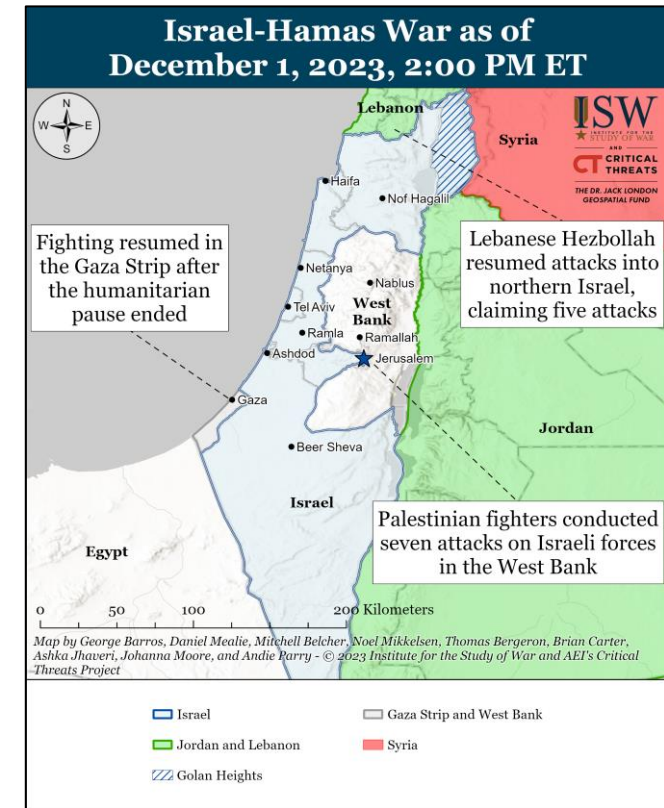 Israel-Hamas War as of
December 1, 2023, 2:00 PM ET
N
W E
S
Lebanon
Syria
ISW
INSTITUTE FOR THE
STUDY OF WAR
AND
CT CRITICAL
THREATS
THE DR. JACK LONDON
GEOSPATIAL FUND
Haifa
Nof Hagalil
Fighting resumed in
the Gaza Strip after
the humanitarian
pause ended
Lebanese Hezbollah
resumed attacks into
northern Israel,
claiming five attacks
Netanya
Nablus
Tel Aviv
West
Bank
Ramla
Ramallah
Ashdod
Jerusalem
Gaza
Jordan
Beer Sheva
Israel
Palestinian fighters conducted
seven attacks on Israeli forces
in the West Bank
Egypt
0 50 100 200 Kilometers
Map by George Barros, Daniel Mealie, Mitchell Belcher, Noel Mikkelsen, Thomas Bergeron, Brian Carter,
Ashka Jhaveri, Johanna Moore, and Andie Parry - © 2023 Institute for the Study of War and AEI's Critical
Threats Project
Israel
Gaza Strip and West Bank
Jordan and Lebanon
Syria
Golan Heights